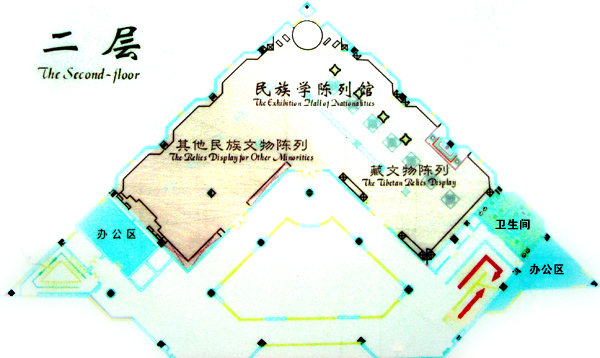 二层
The Second-floor
民族学陈列馆
The Exhibition Hall of Nationalities
其他民族文物陈列
The Relics Display for Other Minorities
藏文物陈列
The Tibetan Relics Display
办公区
卫生间
办公区